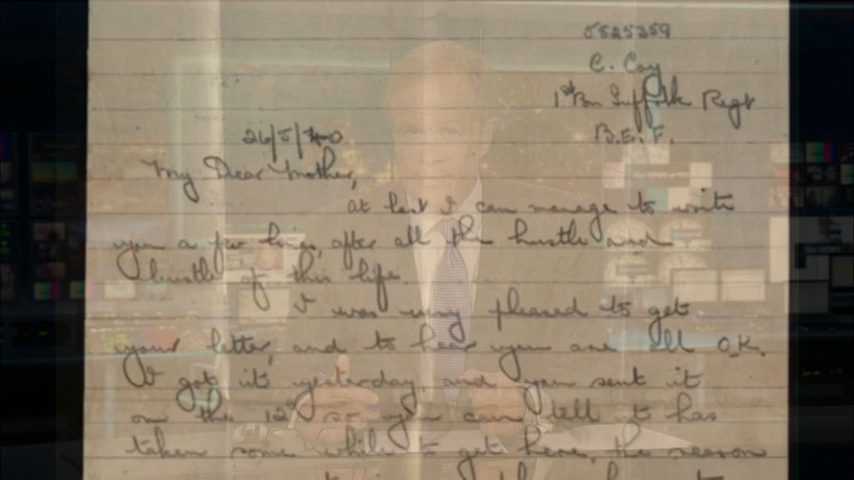 5825259
C. Coy
1st Bn Suffolk Regt
B.E.F.
26/5/40
My Dear Mother,
at last I can manage to write
you a few lines, after all the hustle and
bustle of this life.
I was very pleased to get
your letter, and to hear you are all O.K.
I got it yesterday, and you sent it
on the 12th so you can tell it has
taken some while to get here, the reason